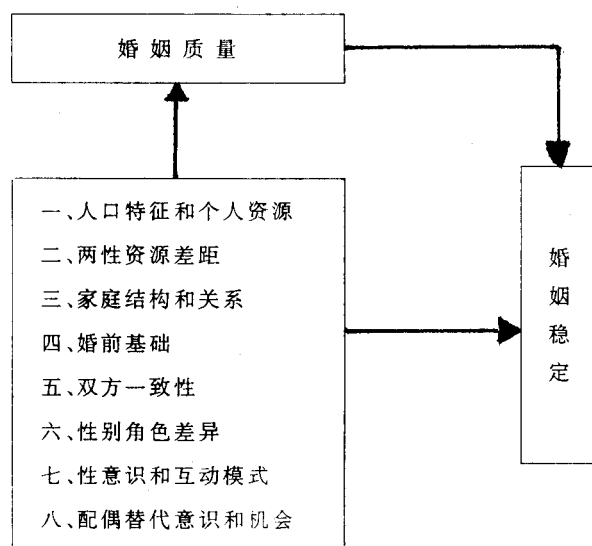 婚姻质量
一、人口特征和个人资源
二、两性资源差距
三、家庭结构和关系
四、婚前基础
五、双方一致性
六、性别角色差异
七、性意识和互动模式
八、配偶替代意识和机会
婚姻稳定